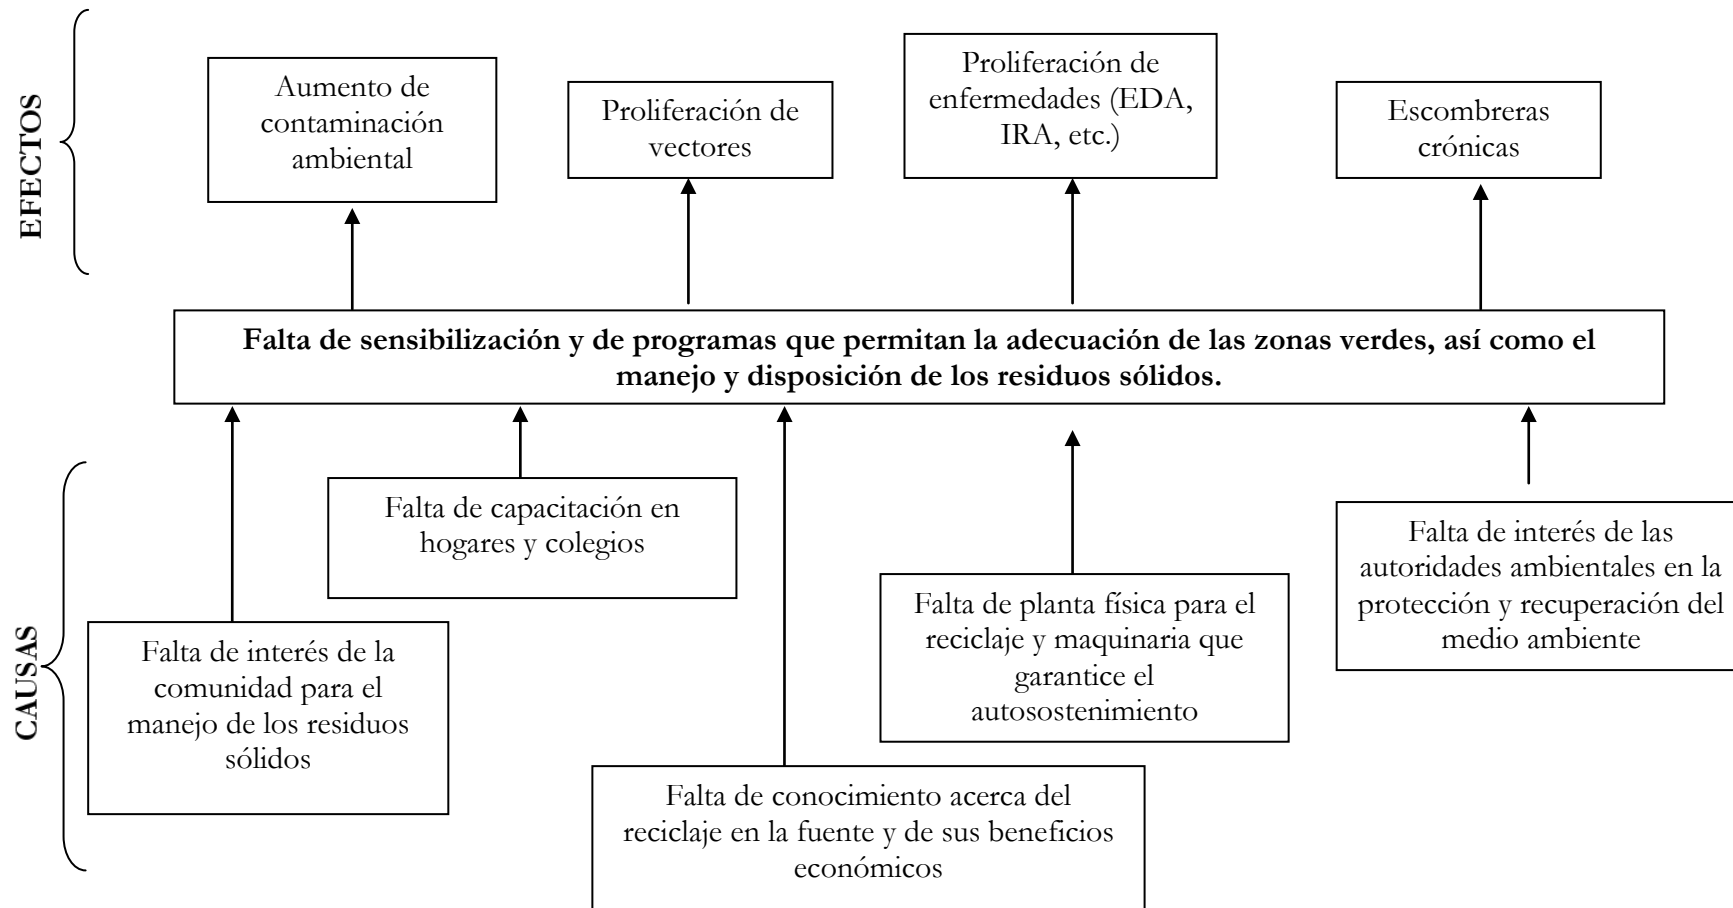 EFECTOS
Aumento de
contaminación
ambiental
Proliferación de
vectores
Proliferación de
enfermedades (EDA,
IRA, etc.)
Escombreras
crónicas
Falta de sensibilización y de programas que permitan la adecuación de las zonas verdes, así como el
manejo y disposición de los residuos sólidos.
CAUSAS
Falta de interés de la
comunidad para el
manejo de los residuos
sólidos
Falta de capacitación en
hogares y colegios
Falta de conocimiento acerca del
reciclaje en la fuente y de sus beneficios
económicos
Falta de planta física para el
reciclaje y maquinaria que
garantice el
autosostenimiento
Falta de interés de las
autoridades ambientales en la
protección y recuperación del
medio ambiente